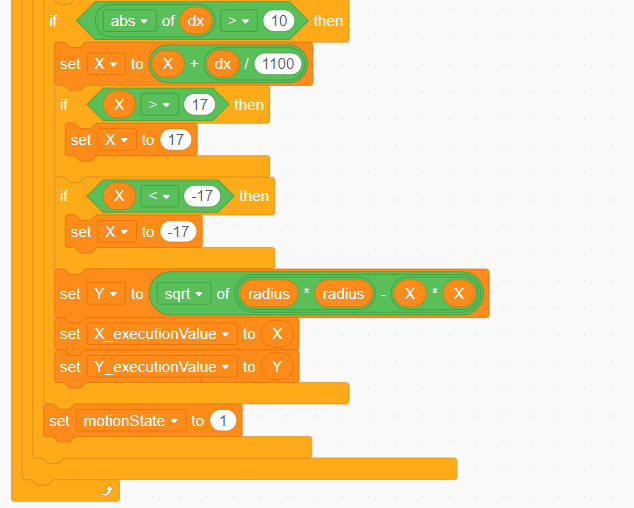 if abs of dx > 10 then
set X to X + dx / 1100
if X > 17 then
set X to 17
if X < -17 then
set X to -17
set Y to sqrt of radius * radius - X * X
set X_executionValue to X
set Y_executionValue to Y
set motionState to 1